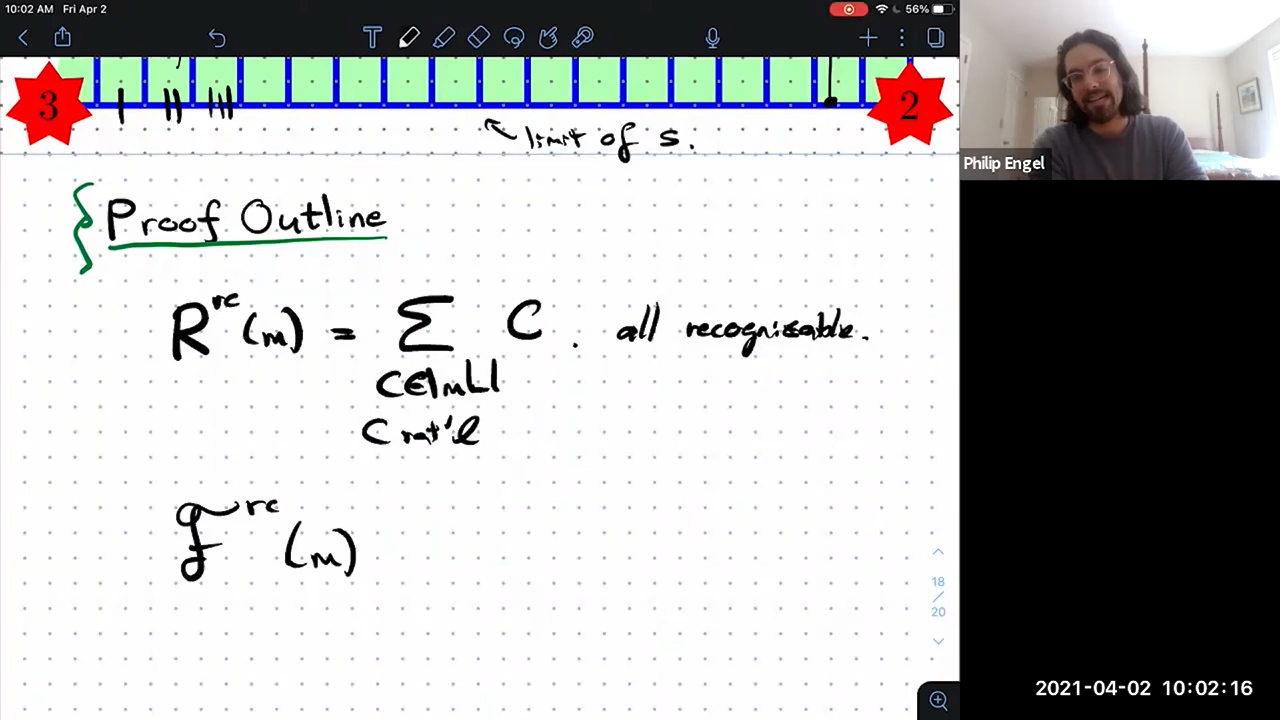 10:02 AM Fri Apr 2
56%
3
2
limit of s.
Philip Engel
Proof Outline
R^rc (m) = Σ C . all recognizable.
C∈|mL|
C rat'l
F^rc (m)
18
/
20
2021-04-02 10:02:16